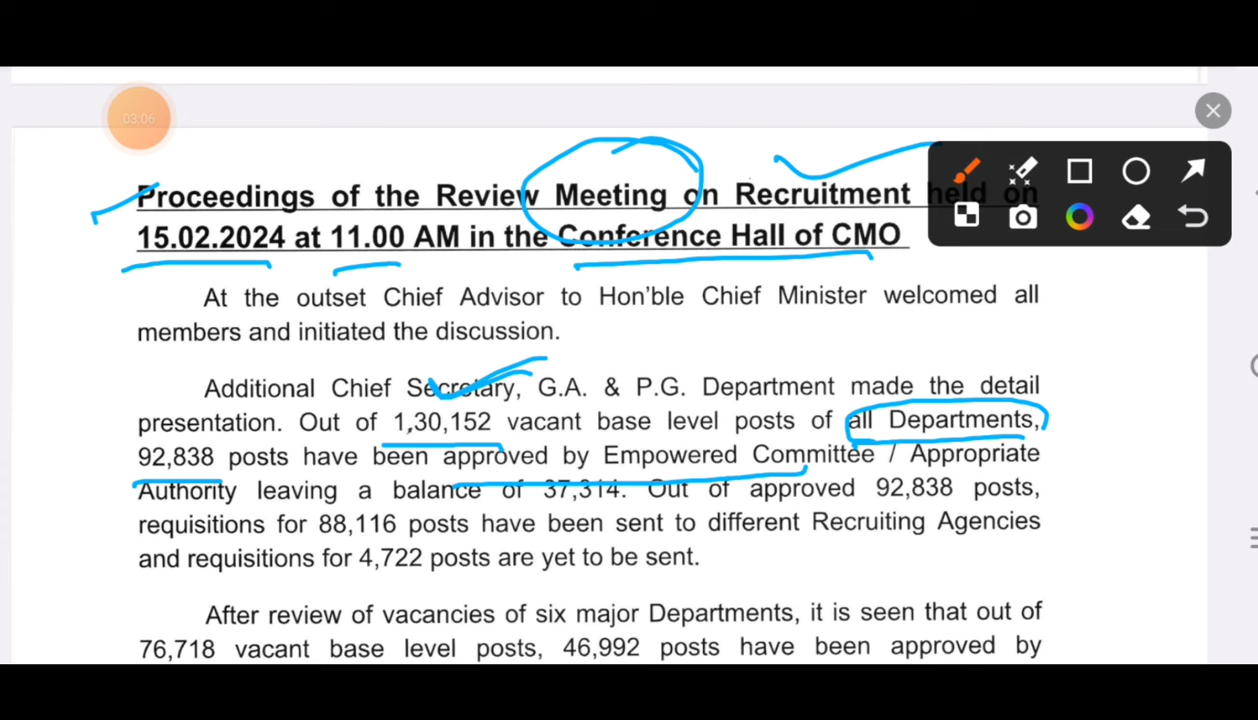 03:06
Proceedings of the Review Meeting on Recruitment held on
15.02.2024 at 11.00 AM in the Conference Hall of CMO
At the outset Chief Advisor to Hon'ble Chief Minister welcomed all
members and initiated the discussion.
Additional Chief Secretary, G.A. & P.G. Department made the detail
presentation. Out of 1,30,152 vacant base level posts of all Departments,
92,838 posts have been approved by Empowered Committee / Appropriate
Authority leaving a balance of 37,314. Out of approved 92,838 posts,
requisitions for 88,116 posts have been sent to different Recruiting Agencies
and requisitions for 4,722 posts are yet to be sent.
After review of vacancies of six major Departments, it is seen that out of
76,718 vacant base level posts, 46,992 posts have been approved by